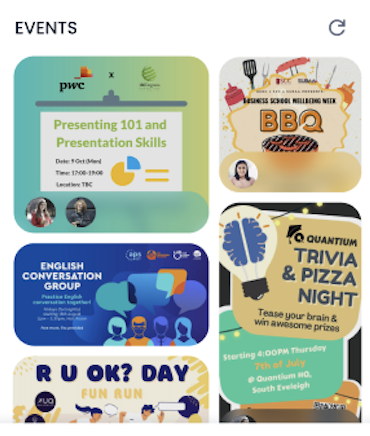 EVENTS
pwc
X
Presenting 101 and
Presentation Skills
Date: 9 Oct (Mon)
Time: 17:00-19:00
Location: TBC
BUSINESS SCHOOL WELLBEING WEEK
BBQ
ENGLISH
CONVERSATION
GROUP
Practice English
conversation together!
QUANTIUM
TRIVIA
& PIZZA
NIGHT
Tease your brain &
win awesome prizes
Starting 4:00PM Thursday
7th of July
@ Quantium HQ,
South Eveleigh
R U OK? DAY
FUN RUN